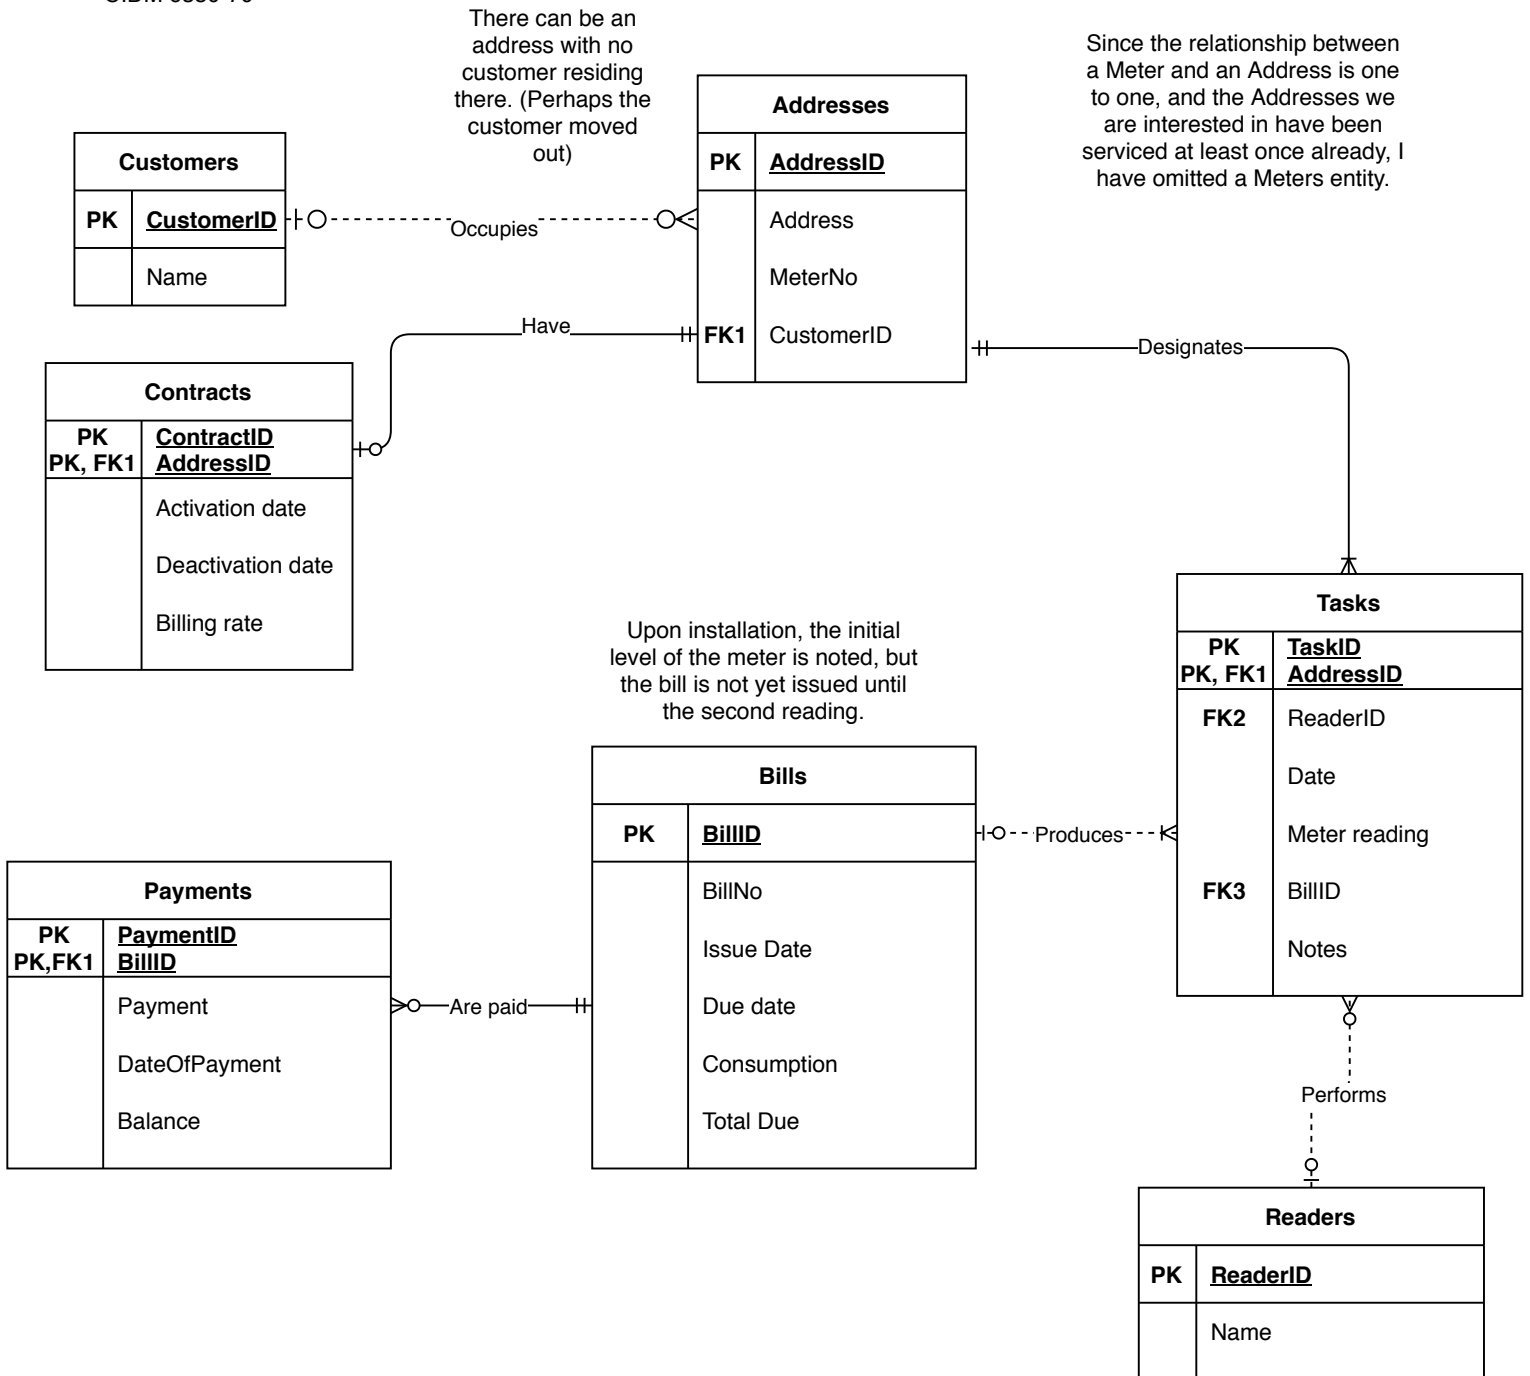 There can be an
address with no
customer residing
there. (Perhaps the
customer moved
out)
Since the relationship between
a Meter and an Address is one
to one, and the Addresses we
are interested in have been
serviced at least once already, I
have omitted a Meters entity.
Customers
PK CustomerID
Name
Occupies
Addresses
PK AddressID
Address
MeterNo
FK1 CustomerID
Have
Designates
Contracts
PK ContractID
PK, FK1 AddressID
Activation date
Deactivation date
Billing rate
Upon installation, the initial
level of the meter is noted, but
the bill is not yet issued until
the second reading.
Tasks
PK TaskID
PK, FK1 AddressID
FK2 ReaderID
Date
Meter reading
FK3 BillID
Notes
Bills
PK BillID
BillNo
Issue Date
Due date
Consumption
Total Due
Produces
Payments
PK PaymentID
PK,FK1 BillID
Payment
DateOfPayment
Balance
Are paid
Performs
Readers
PK ReaderID
Name